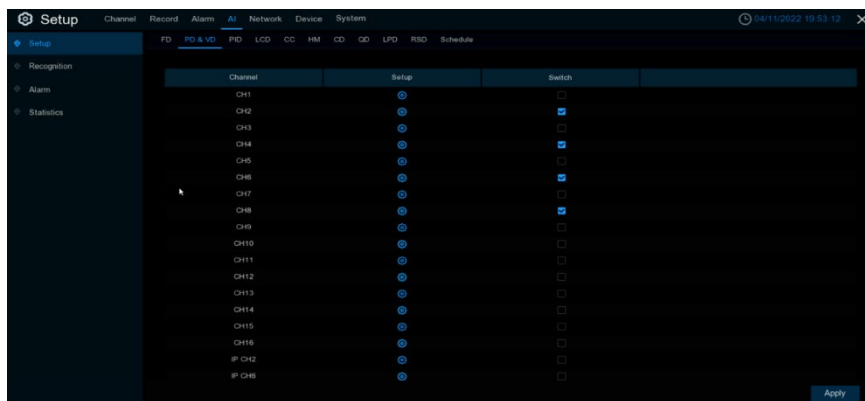 Setup Channel Record Alarm AI Network Device System 04/11/2022 19:53:12
Setup FD PD & VD PID LCD CC HM CD QD LPD RSD Schedule
Recognition
Alarm
Statistics
Channel Setup Switch
CH1
CH2
CH3
CH4
CH5
CH6
CH7
CH8
CH9
CH10
CH11
CH12
CH13
CH14
CH15
CH16
IP CH2
IP CH6
Apply